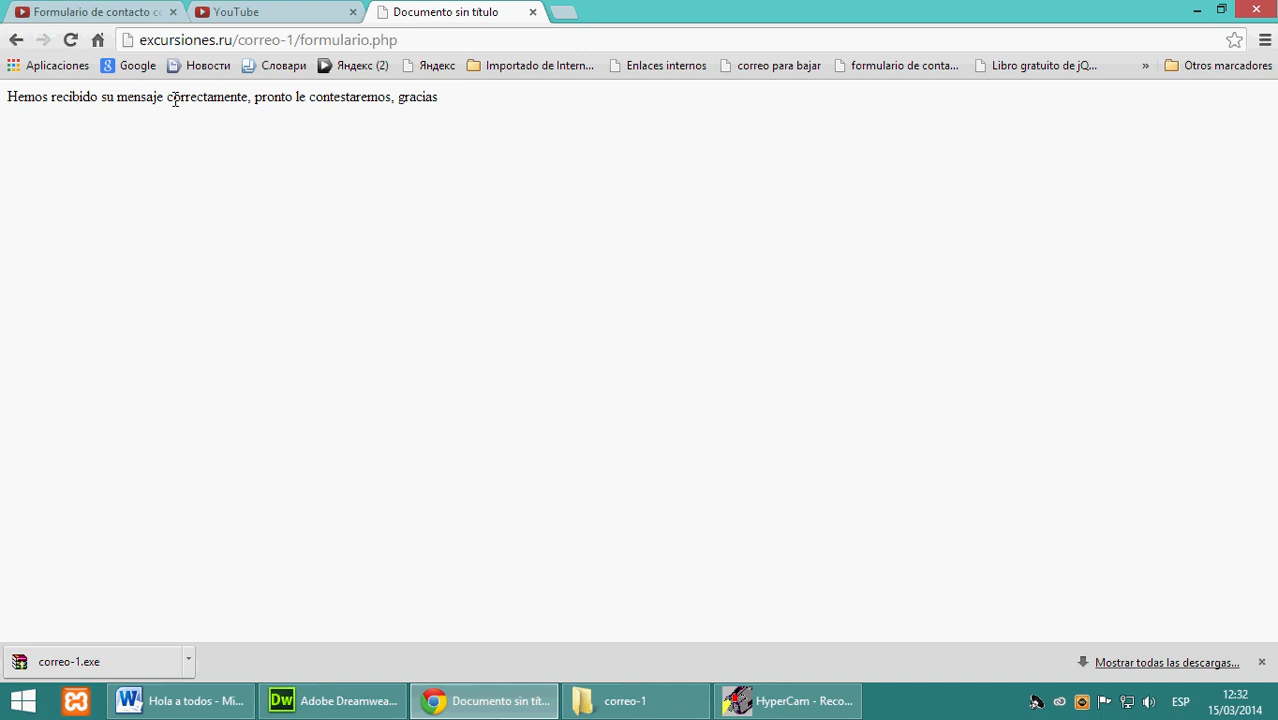 Formulario de contacto co
YouTube
Documento sin título
excursiones.ru/correo-1/formulario.php
Aplicaciones
Google
Новости
Словари
Яндекс (2)
Яндекс
Importado de Intern...
Enlaces internos
correo para bajar
formulario de conta...
Libro gratuito de jQ...
»
Otros marcadores
Hemos recibido su mensaje correctamente, pronto le contestaremos, gracias
correo-1.exe
Mostrar todas las descargas...
Hola a todos - Mi...
Dw
Adobe Dreamwea...
Documento sin tít...
correo-1
HyperCam - Reco...
ESP
12:32
15/03/2014